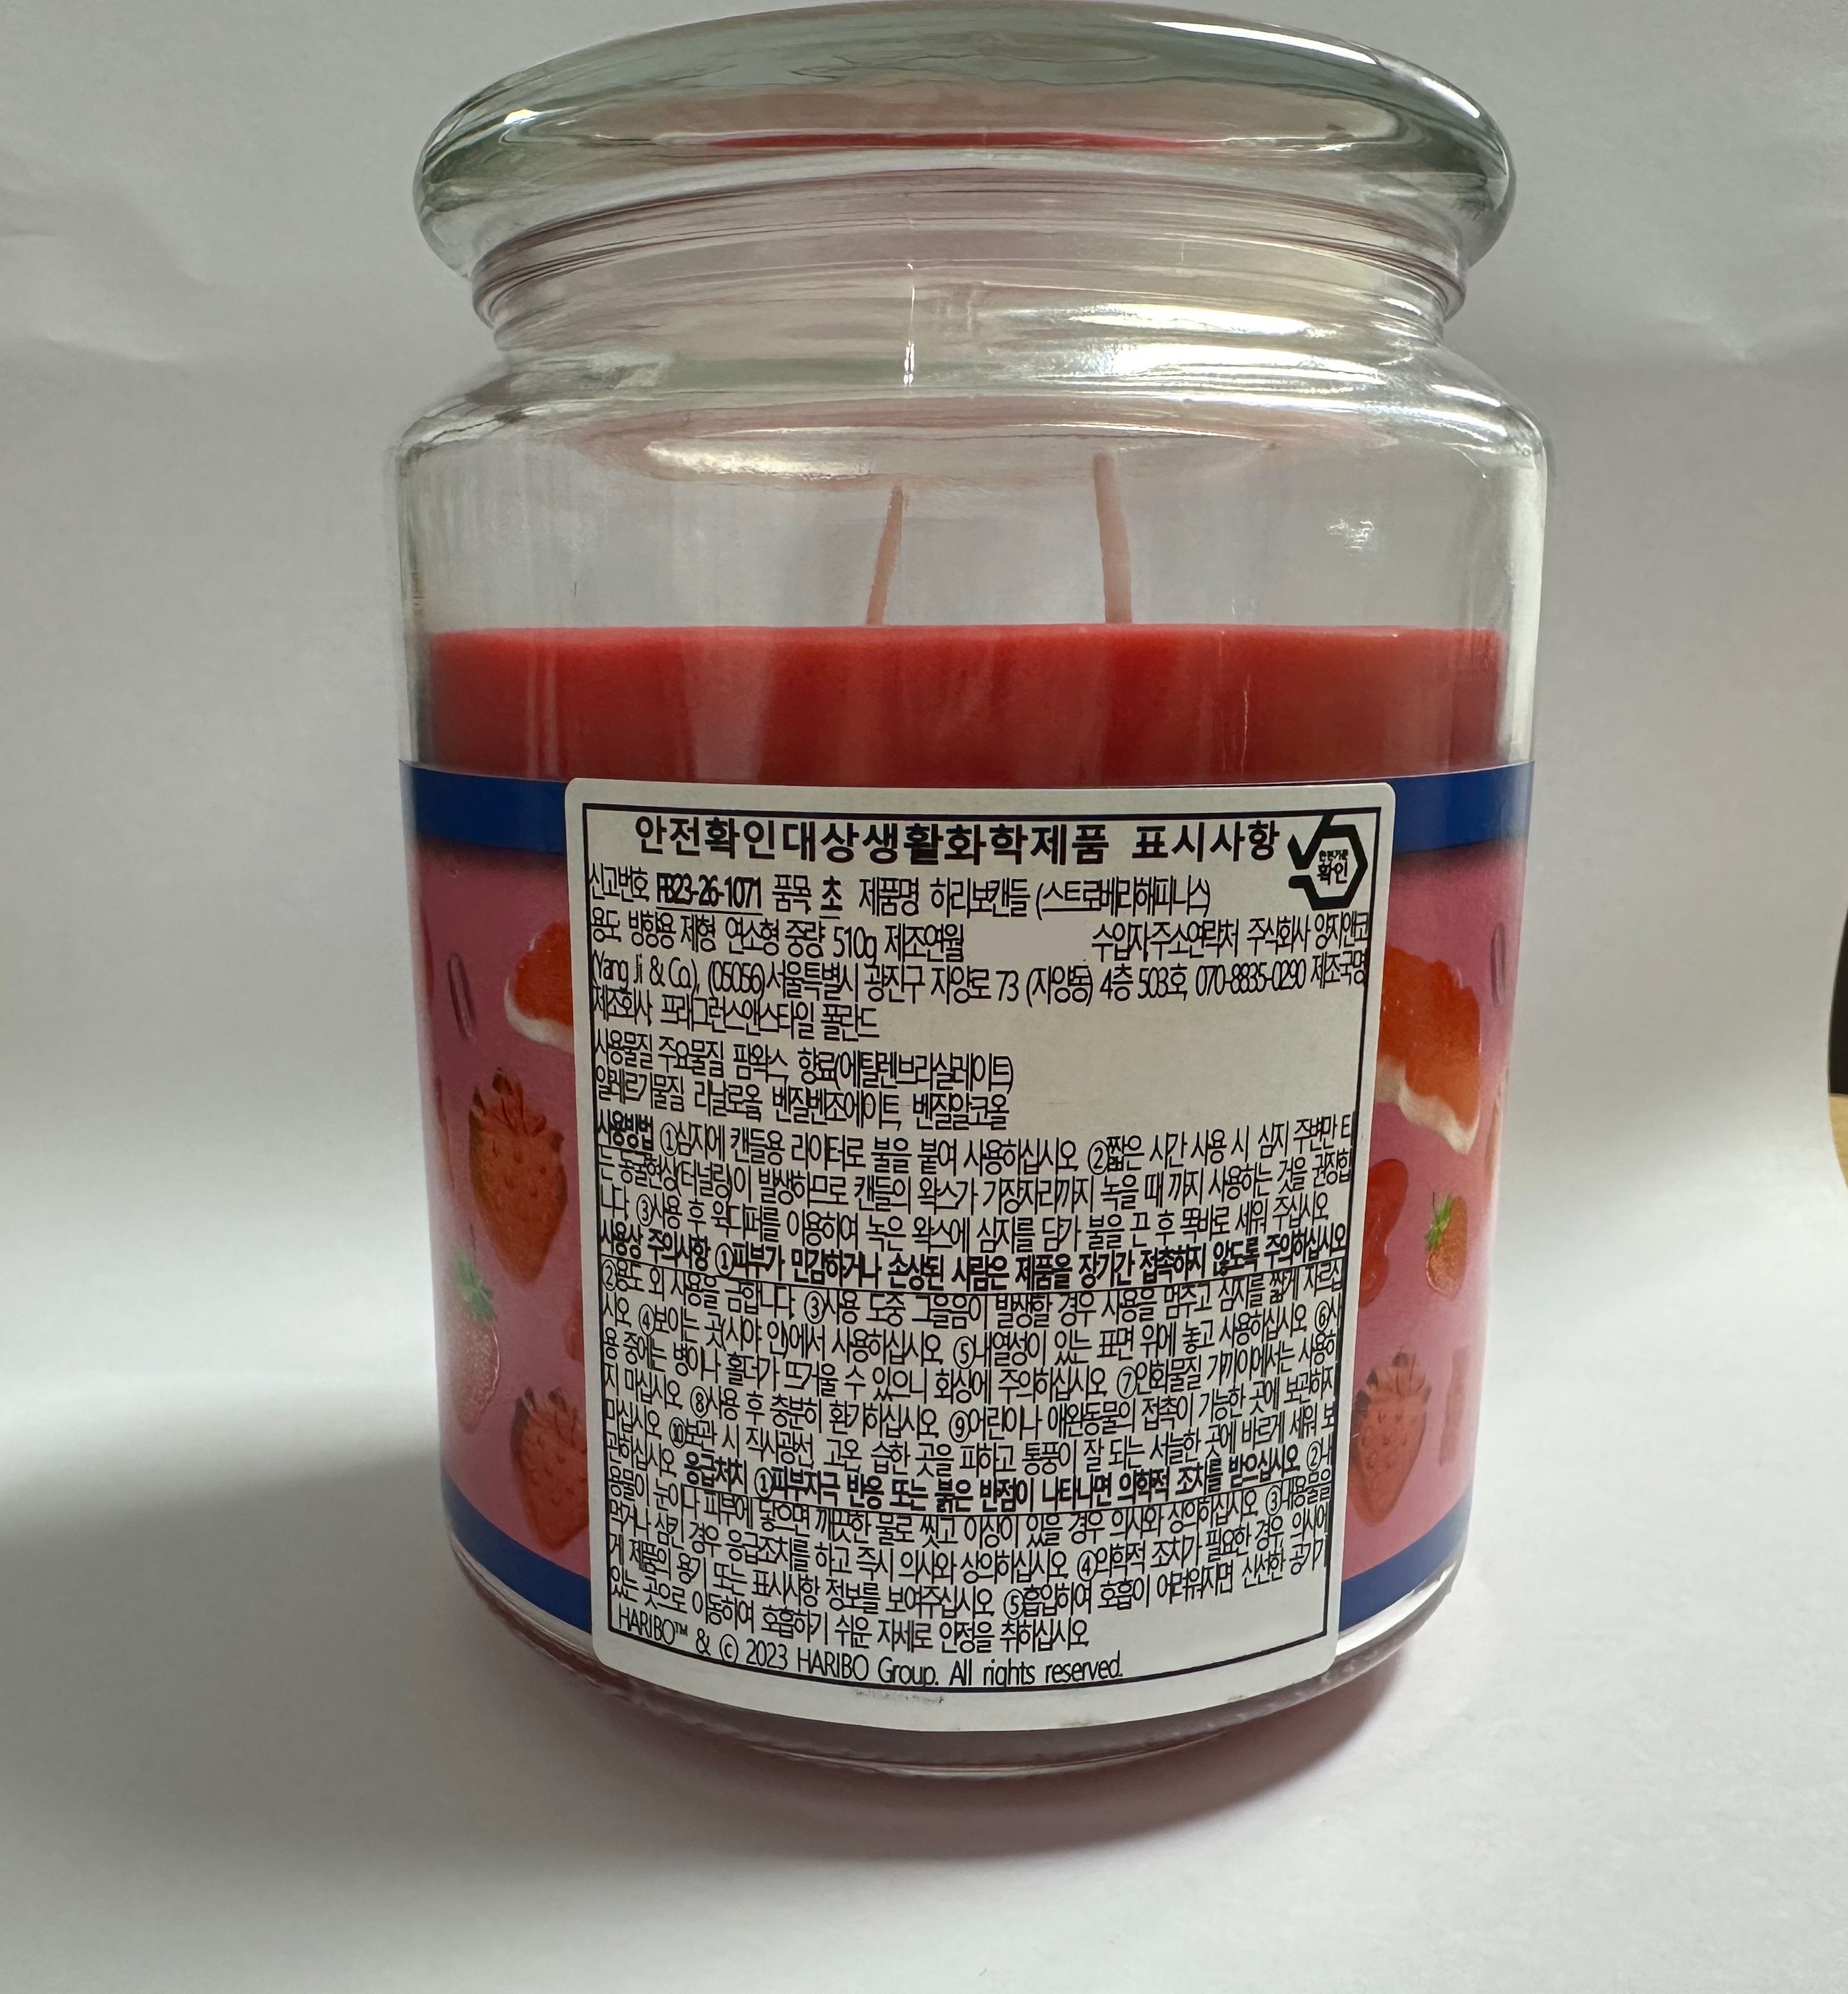 안전확인대상생활화학제품 표시사항
안전기준
확인
신고번호 FB23-26-1071 품목 초 제품명 하리보캔들 (스트로베리해피니스)
용도 방향용 제형 연소형 중량 510g 제조연월 수입자,주소연락처 주식회사 양지앤코
(Yang Ji & Co), (05056)서울특별시 광진구 자양로 73 (자양동) 4층 503호, 070-8835-0290 제조국명
제조회사 프래그런스앤스타일 폴란드
사용물질 주요물질 팜왁스, 향료(에틸렌브라실레이트)
알레르기물질 리날로올, 벤질벤조에이트, 벤질알코올
사용방법 ①심지에 캔들용 라이터로 불을 붙여 사용하십시오 ②짧은 시간 사용 시 심지 주변만 타
는 동굴현상(터널링)이 발생하므로 캔들의 왁스가 가장자리까지 녹을 때 까지 사용하는 것을 권장합
니다 ③사용 후 윅디퍼를 이용하여 녹은 왁스에 심지를 담가 불을 끈 후 똑바로 세워 주십시오
사용상 주의사항 ①피부가 민감하거나 손상된 사람은 제품을 장기간 접촉하지 않도록 주의하십시오
②용도 외 사용을 금합니다 ③사용 도중 그을음이 발생할 경우 사용을 멈추고 심지를 짧게 자르십
시오 ④보이는 곳(시야 안)에서 사용하십시오 ⑤내열성이 있는 표면 위에 놓고 사용하십시오 ⑥사
용 중에는 병이나 홀더가 뜨거울 수 있으니 화상에 주의하십시오 ⑦인화물질 가까이에서는 사용하
지 마십시오 ⑧사용 후 충분히 환기하십시오 ⑨어린이나 애완동물의 접촉이 가능한 곳에 보관하지
마십시오 ⑩보관 시 직사광선, 고온, 습한 곳을 피하고 통풍이 잘 되는 서늘한 곳에 바르게 세워 보
관하십시오 응급처치 ①피부자극 반응 또는 붉은 반점이 나타나면 의학적 조치를 받으십시오 ②내
용물이 눈이나 피부에 닿으면 깨끗한 물로 씻고 이상이 있을 경우 의사와 상의하십시오 ③내용물을
먹거나 삼킨 경우 응급조치를 하고 즉시 의사와 상의하십시오 ④의학적 조치가 필요한 경우, 의사에
게 제품의 용기 또는 표시사항 정보를 보여주십시오 ⑤흡입하여 호흡이 어려워지면 신선한 공기가
있는 곳으로 이동하여 호흡하기 쉬운 자세로 안정을 취하십시오
HARIBO™ & © 2023 HARIBO Group. All rights reserved.